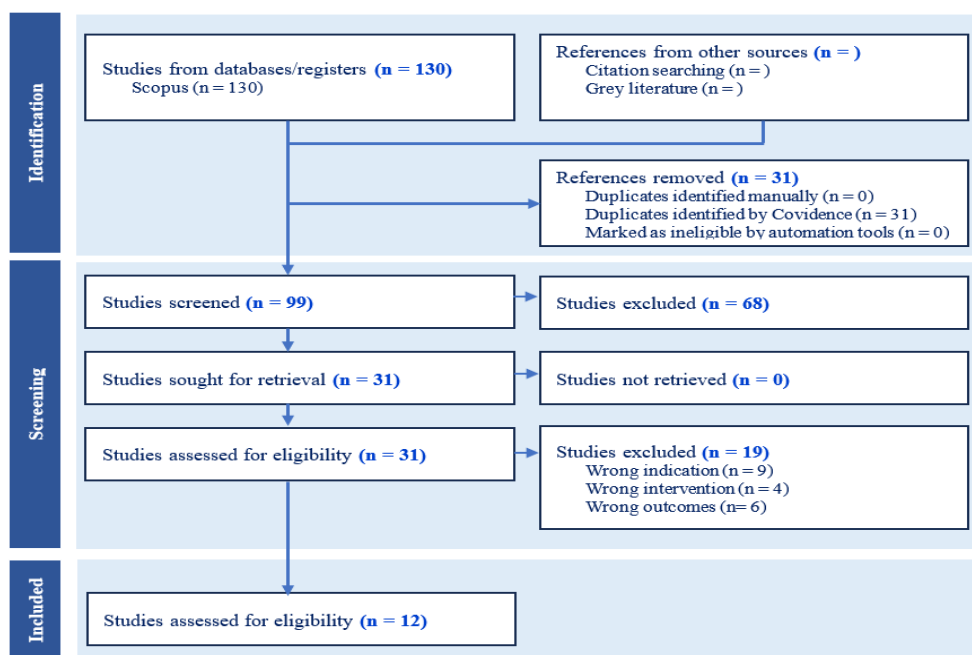 Identification
Studies from databases/registers (n = 130)
Scopus (n = 130)
References from other sources (n = )
Citation searching (n = )
Grey literature (n = )
References removed (n = 31)
Duplicates identified manually (n = 0)
Duplicates identified by Covidence (n = 31)
Marked as ineligible by automation tools (n = 0)
Screening
Studies screened (n = 99)
Studies excluded (n = 68)
Studies sought for retrieval (n = 31)
Studies not retrieved (n = 0)
Studies assessed for eligibility (n = 31)
Studies excluded (n = 19)
Wrong indication (n = 9)
Wrong intervention (n = 4)
Wrong outcomes (n= 6)
Included
Studies assessed for eligibility (n = 12)